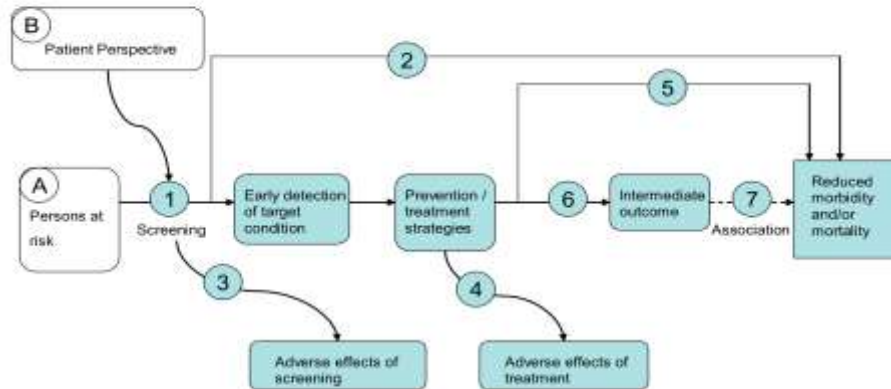 B
Patient Perspective
2
5
A
Persons at
risk
1
Screening
Early detection
of target
condition
Prevention /
treatment
strategies
6
Intermediate
outcome
7
Association
Reduced
morbidity
and/or
mortality
3
4
Adverse effects of
screening
Adverse effects of
treatment